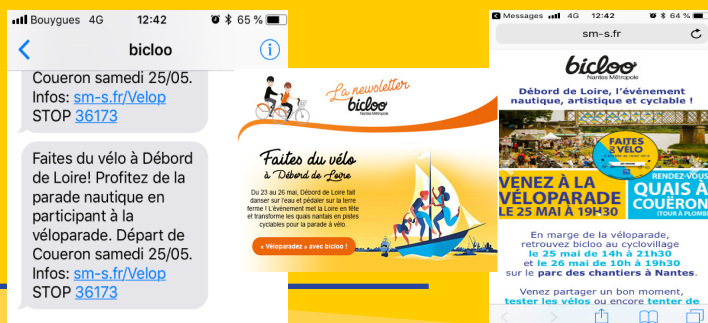 Bouygues 4G 12:42 65 %
bicloo
Coueron samedi 25/05.
Infos: sm-s.fr/Velop
STOP 36173
Faites du vélo à Débord
de Loire! Profitez de la
parade nautique en
participant à la
véloparade. Départ de
Coueron samedi 25/05.
Infos: sm-s.fr/Velop
STOP 36173
La newsletter
bicloo
Nantes Métropole
Faites du vélo
à Débord de Loire
Du 23 au 26 mai, Débord de Loire fait
danser sur l'eau et pédaler sur la terre
ferme ! L'événement met la Loire en fête
et transforme les quais nantais en pistes
cyclables pour la parade à vélo.
« Véloparadez » avec bicloo !
Messages 4G 12:42 64 %
sm-s.fr
bicloo
Nantes Métropole
Débord de Loire, l'événement
nautique, artistique et cyclable !
FAITES
DU VÉLO
VENEZ À LA
VÉLOPARADE
LE 25 MAI À 19H30
RENDEZ-VOUS
QUAIS À
COUËRON
(TOUR À PLOMB)
En marge de la véloparade,
retrouvez bicloo au cyclovillage
le 25 mai de 14h à 21h30
et le 26 mai de 10h à 19h30
sur le parc des chantiers à Nantes.
Venez partager un bon moment,
tester les vélos ou encore tenter de